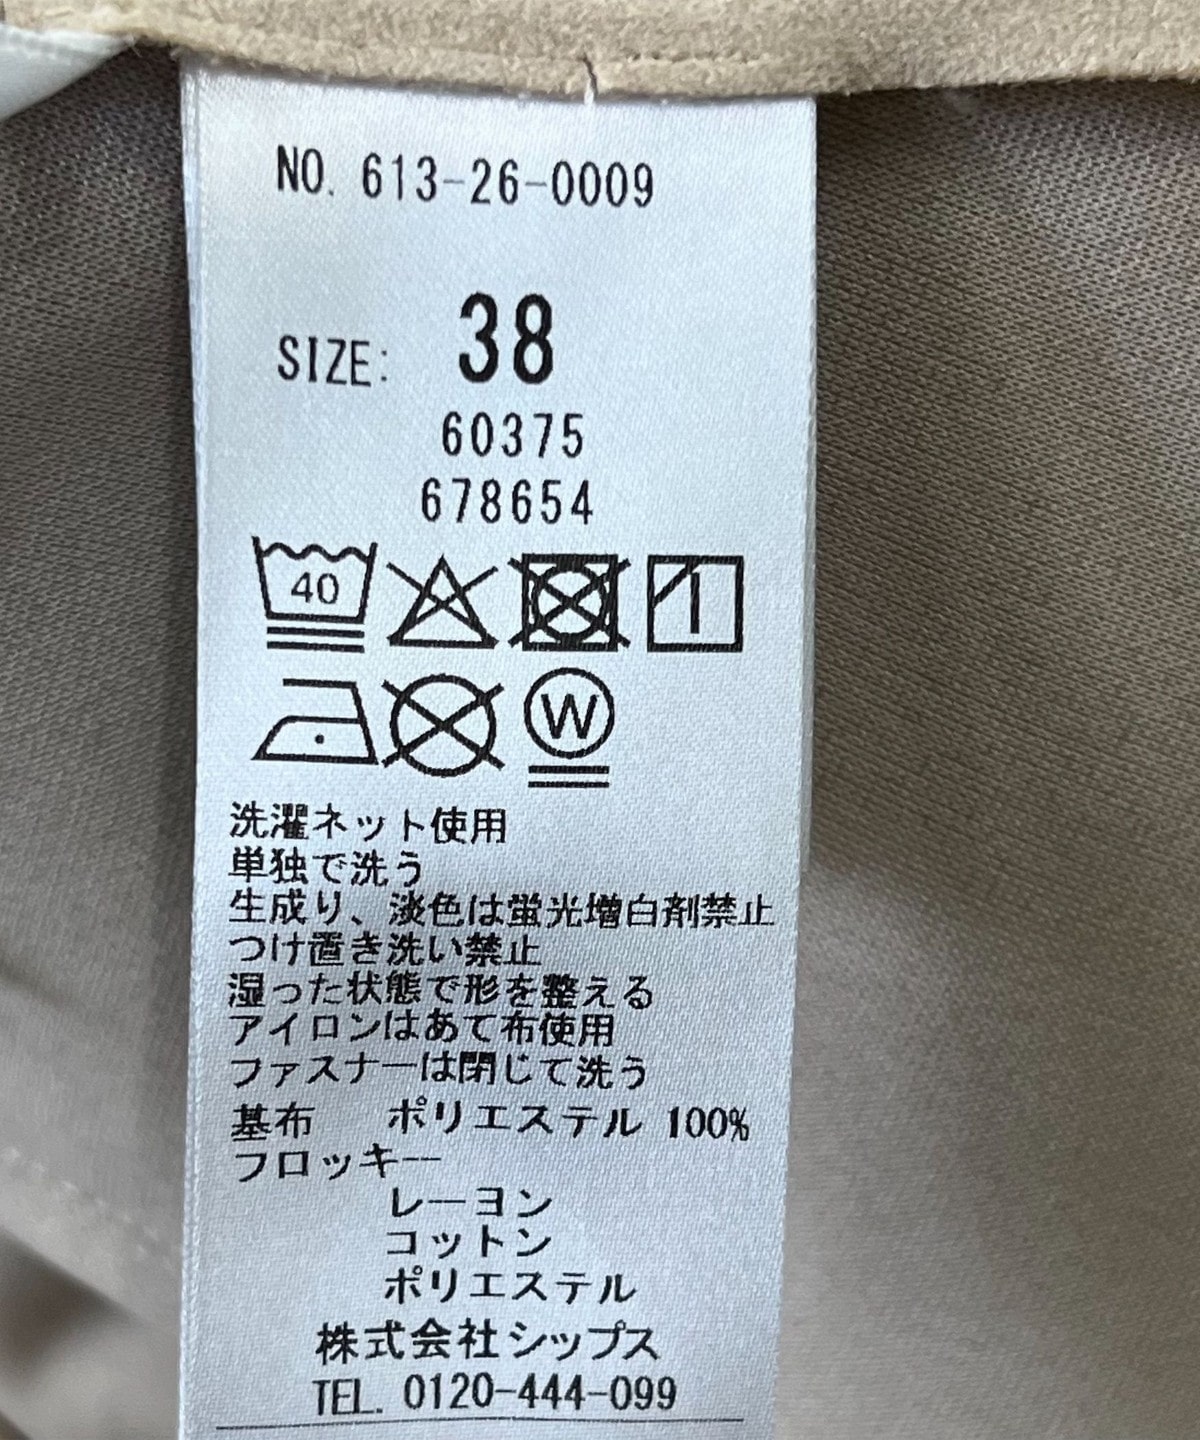 NO. 613-26-0009
SIZE: 38
60375
678654
40
W
洗濯ネット使用
単独で洗う
生成り、淡色は蛍光増白剤禁止
つけ置き洗い禁止
湿った状態で形を整える
アイロンはあて布使用
ファスナーは閉じて洗う
基布 ポリエステル 100%
フロッキー
レーヨン
コットン
ポリエステル
株式会社シップス
TEL. 0120-444-099